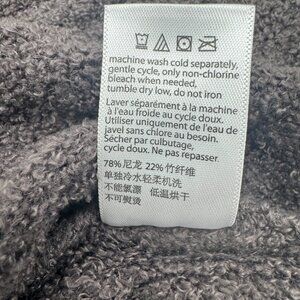 machine wash cold separately,
gentle cycle, only non-chlorine
bleach when needed,
tumble dry low, do not iron
Laver séparément à la machine
à l'eau froide au cycle doux.
Utiliser uniquement de l'eau de
javel sans chlore au besoin.
Sécher par culbutage,
cycle doux. Ne pas repasser.
78% 尼龙 22% 竹纤维
单独冷水轻柔机洗
不能氯漂 低温烘干
不可熨烫